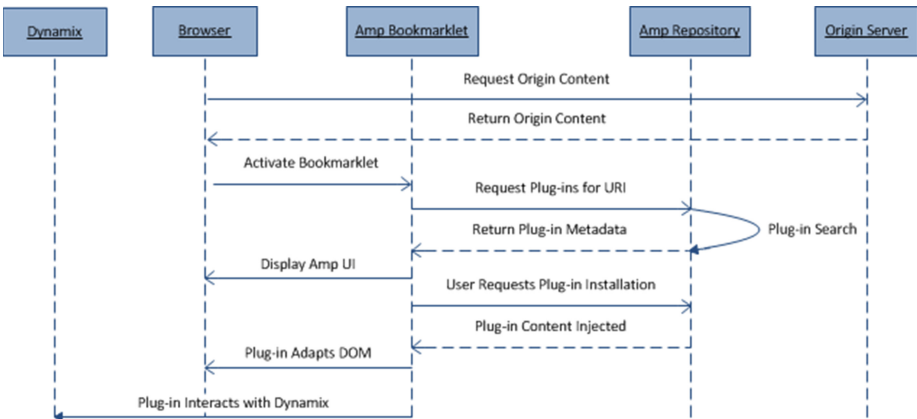 Dynamix
Browser
Amp Bookmarklet
Amp Repository
Origin Server
Request Origin Content
Return Origin Content
Activate Bookmarklet
Request Plug-ins for URI
Plug-in Search
Return Plug-in Metadata
Display Amp UI
User Requests Plug-in Installation
Plug-in Content Injected
Plug-in Adapts DOM
Plug-in Interacts with Dynamix